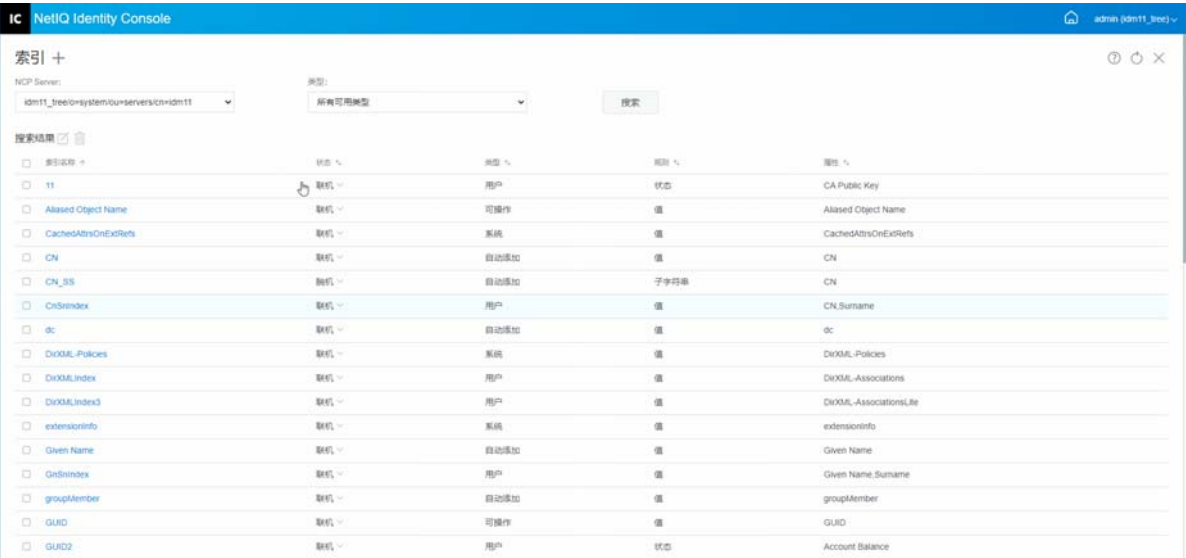 IC NetIQ Identity Console admin (idm11_tree)
索引
NCP Server: 类型:
idm11_tree/o=system/ou=servers/cn=idm11 所有可用类型 搜索
搜索结果
索引名称 状态 类型 规则 属性
11 联机 用户 状态 CA Public Key
Aliased Object Name 联机 可操作 值 Aliased Object Name
CachedAttrsOnExtRefs 联机 系统 值 CachedAttrsOnExtRefs
CN 联机 自动添加 值 CN
CN_SS 联机 自动添加 子字符串 CN
CnSnIndex 联机 用户 值 CN,Surname
dc 联机 自动添加 值 dc
DirXML-Policies 联机 系统 值 DirXML-Policies
DirXMLIndex 联机 用户 值 DirXML-Associations
DirXMLIndex3 联机 用户 值 DirXML-AssociationsLite
extensionInfo 联机 系统 值 extensionInfo
Given Name 联机 自动添加 值 Given Name
GnSnIndex 联机 用户 值 Given Name,Surname
groupMember 联机 自动添加 值 groupMember
GUID 联机 可操作 值 GUID
GUID2 联机 用户 状态 Account Balance